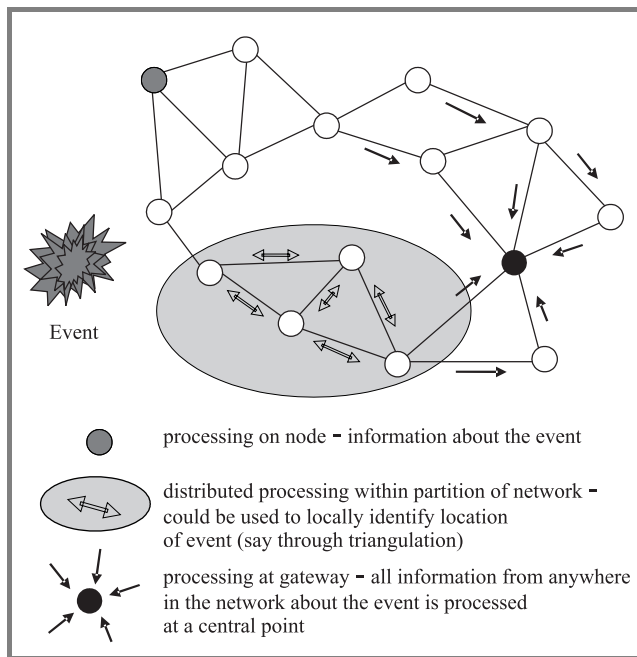 Event
processing on node – information about the event
distributed processing within partition of network –
could be used to locally identify location
of event (say through triangulation)
processing at gateway – all information from anywhere
in the network about the event is processed
at a central point